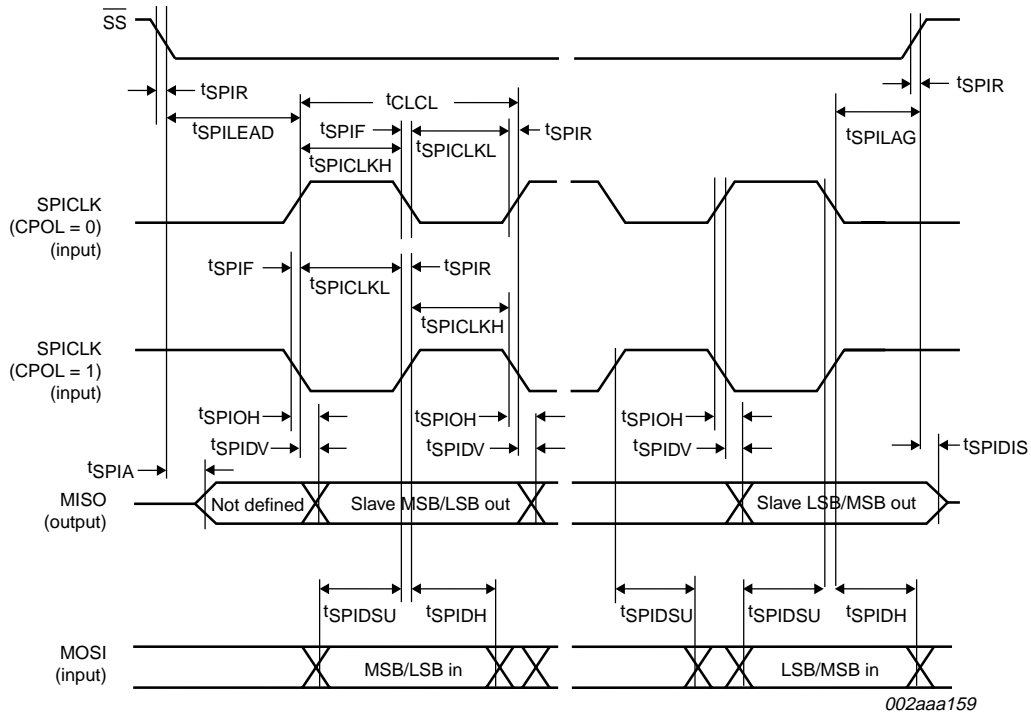 SS
tSPIR
tSPIR
tCLCL
tSPILEAD
tSPIF
tSPIR
tSPICLKL
tSPILAG
tSPICLKH
SPICLK
(CPOL = 0)
(input)
tSPIF
tSPIR
tSPICLKL
tSPICLKH
SPICLK
(CPOL = 1)
(input)
tSPIOH
tSPIOH
tSPIOH
tSPIDV
tSPIDV
tSPIDV
tSPIDIS
tSPIA
MISO
(output)
Not defined
Slave MSB/LSB out
Slave LSB/MSB out
tSPIDSU
tSPIDH
tSPIDSU
tSPIDSU
tSPIDH
MOSI
(input)
MSB/LSB in
LSB/MSB in
002aaa159